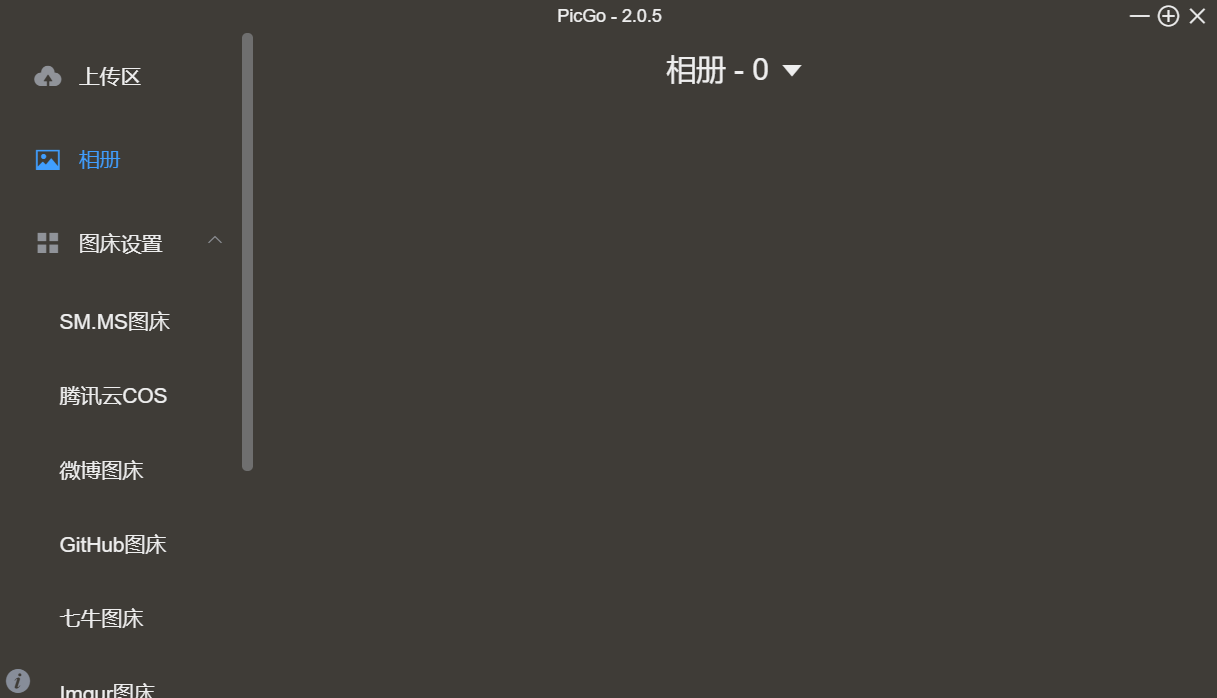 PicGo - 2.0.5
上传区
相册
图床设置
SM.MS图床
腾讯云COS
微博图床
GitHub图床
七牛图床
Imgur图床
相册 - 0